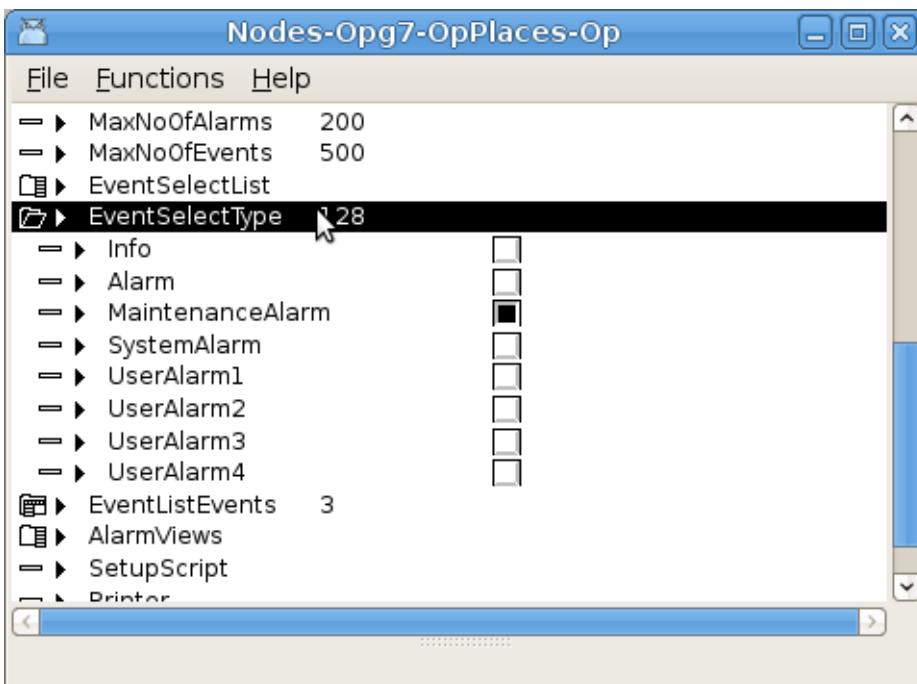 Nodes-Opg7-OpPlaces-Op
File Functions Help
MaxNoOfAlarms 200
MaxNoOfEvents 500
EventSelectList
EventSelectType 128
Info
Alarm
MaintenanceAlarm
SystemAlarm
UserAlarm1
UserAlarm2
UserAlarm3
UserAlarm4
EventListEvents 3
AlarmViews
SetupScript
Printer